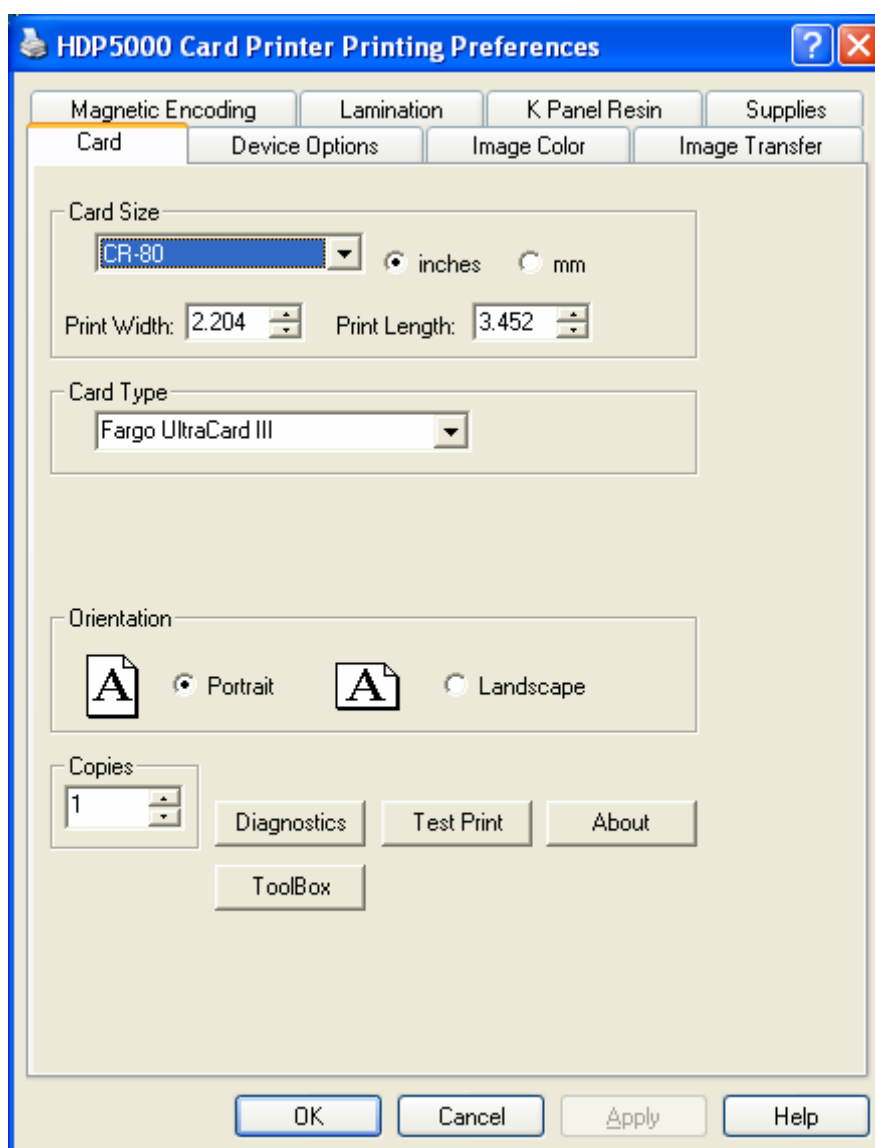 HDP5000 Card Printer Printing Preferences
Magnetic Encoding Lamination K Panel Resin Supplies
Card Device Options Image Color Image Transfer
Card Size
CR-80 inches mm
Print Width: 2.204 Print Length: 3.452
Card Type
Fargo UltraCard III
Orientation
A Portrait A Landscape
Copies
1 Diagnostics Test Print About
ToolBox
OK Cancel Apply Help